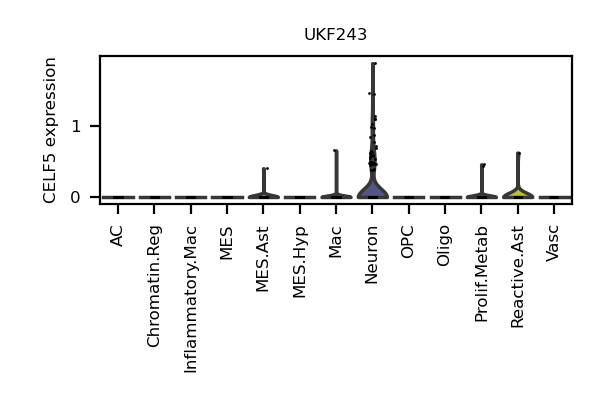 UKF243
CELF5 expression
1
0
AC
Chromatin.Reg
Inflammatory.Mac
MES
MES.Ast
MES.Hyp
Mac
Neuron
OPC
Oligo
Prolif.Metab
Reactive.Ast
Vasc